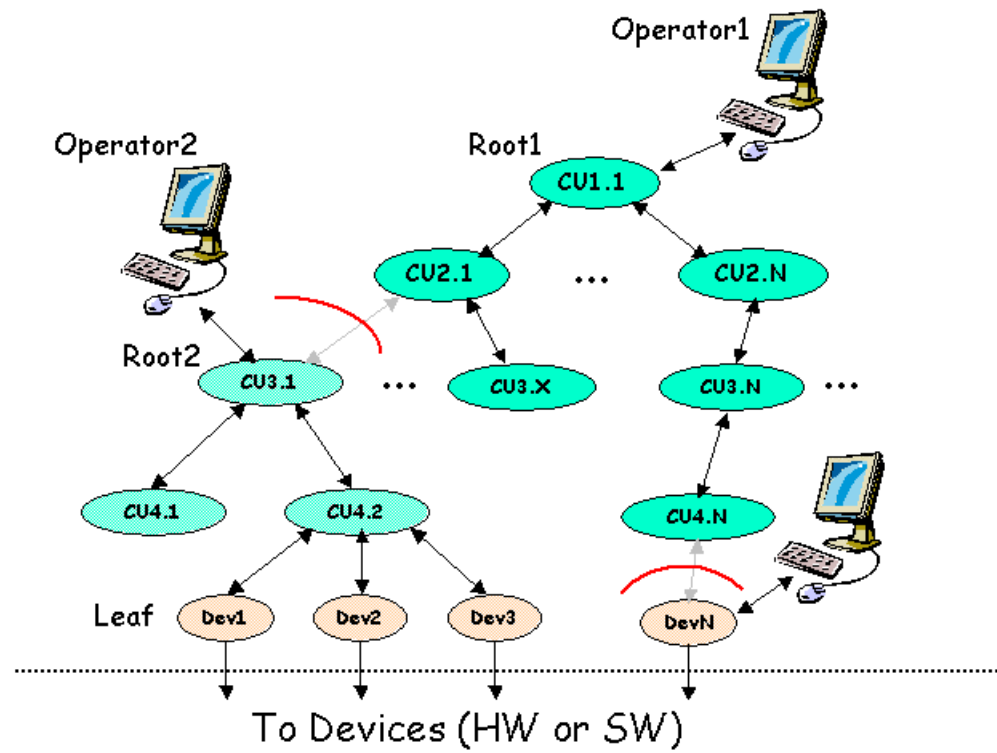 Operator1
Operator2
Root1
CU1.1
CU2.1
...
CU2.N
Root2
CU3.1
...
CU3.X
CU3.N
...
CU4.1
CU4.2
CU4.N
Leaf
Dev1
Dev2
Dev3
DevN
To Devices (HW or SW)